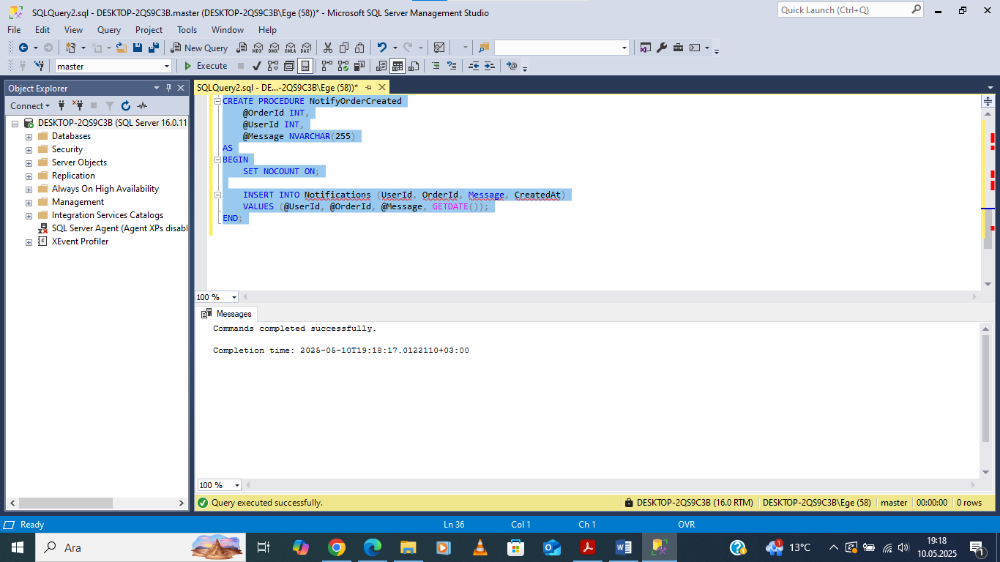 SQLQuery2.sql - DESKTOP-2QS9C3B.master (DESKTOP-2QS9C3B\Ege (58))* - Microsoft SQL Server Management Studio
Quick Launch (Ctrl+Q)
File Edit View Query Project Tools Window Help
New Query MDX DMX XMLA DAX
master Execute
Object Explorer
SQLQuery2.sql - DE...-2QS9C3B\Ege (58))*
Connect
DESKTOP-2QS9C3B (SQL Server 16.0.11
Databases
Security
Server Objects
Replication
Always On High Availability
Management
Integration Services Catalogs
SQL Server Agent (Agent XPs disabl
XEvent Profiler
CREATE PROCEDURE NotifyOrderCreated
@OrderId INT,
@UserId INT,
@Message NVARCHAR(255)
AS
BEGIN
SET NOCOUNT ON;
INSERT INTO Notifications (UserId, OrderId, Message, CreatedAt)
VALUES (@UserId, @OrderId, @Message, GETDATE());
END;
100 %
Messages
Commands completed successfully.
Completion time: 2025-05-10T19:18:17.0122110+03:00
100 %
Query executed successfully.
DESKTOP-2QS9C3B (16.0 RTM) DESKTOP-2QS9C3B\Ege (58) master 00:00:00 0 rows
Ready Ln 36 Col 1 Ch 1 OVR
Ara
1
13°C
19:18
10.05.2025
1